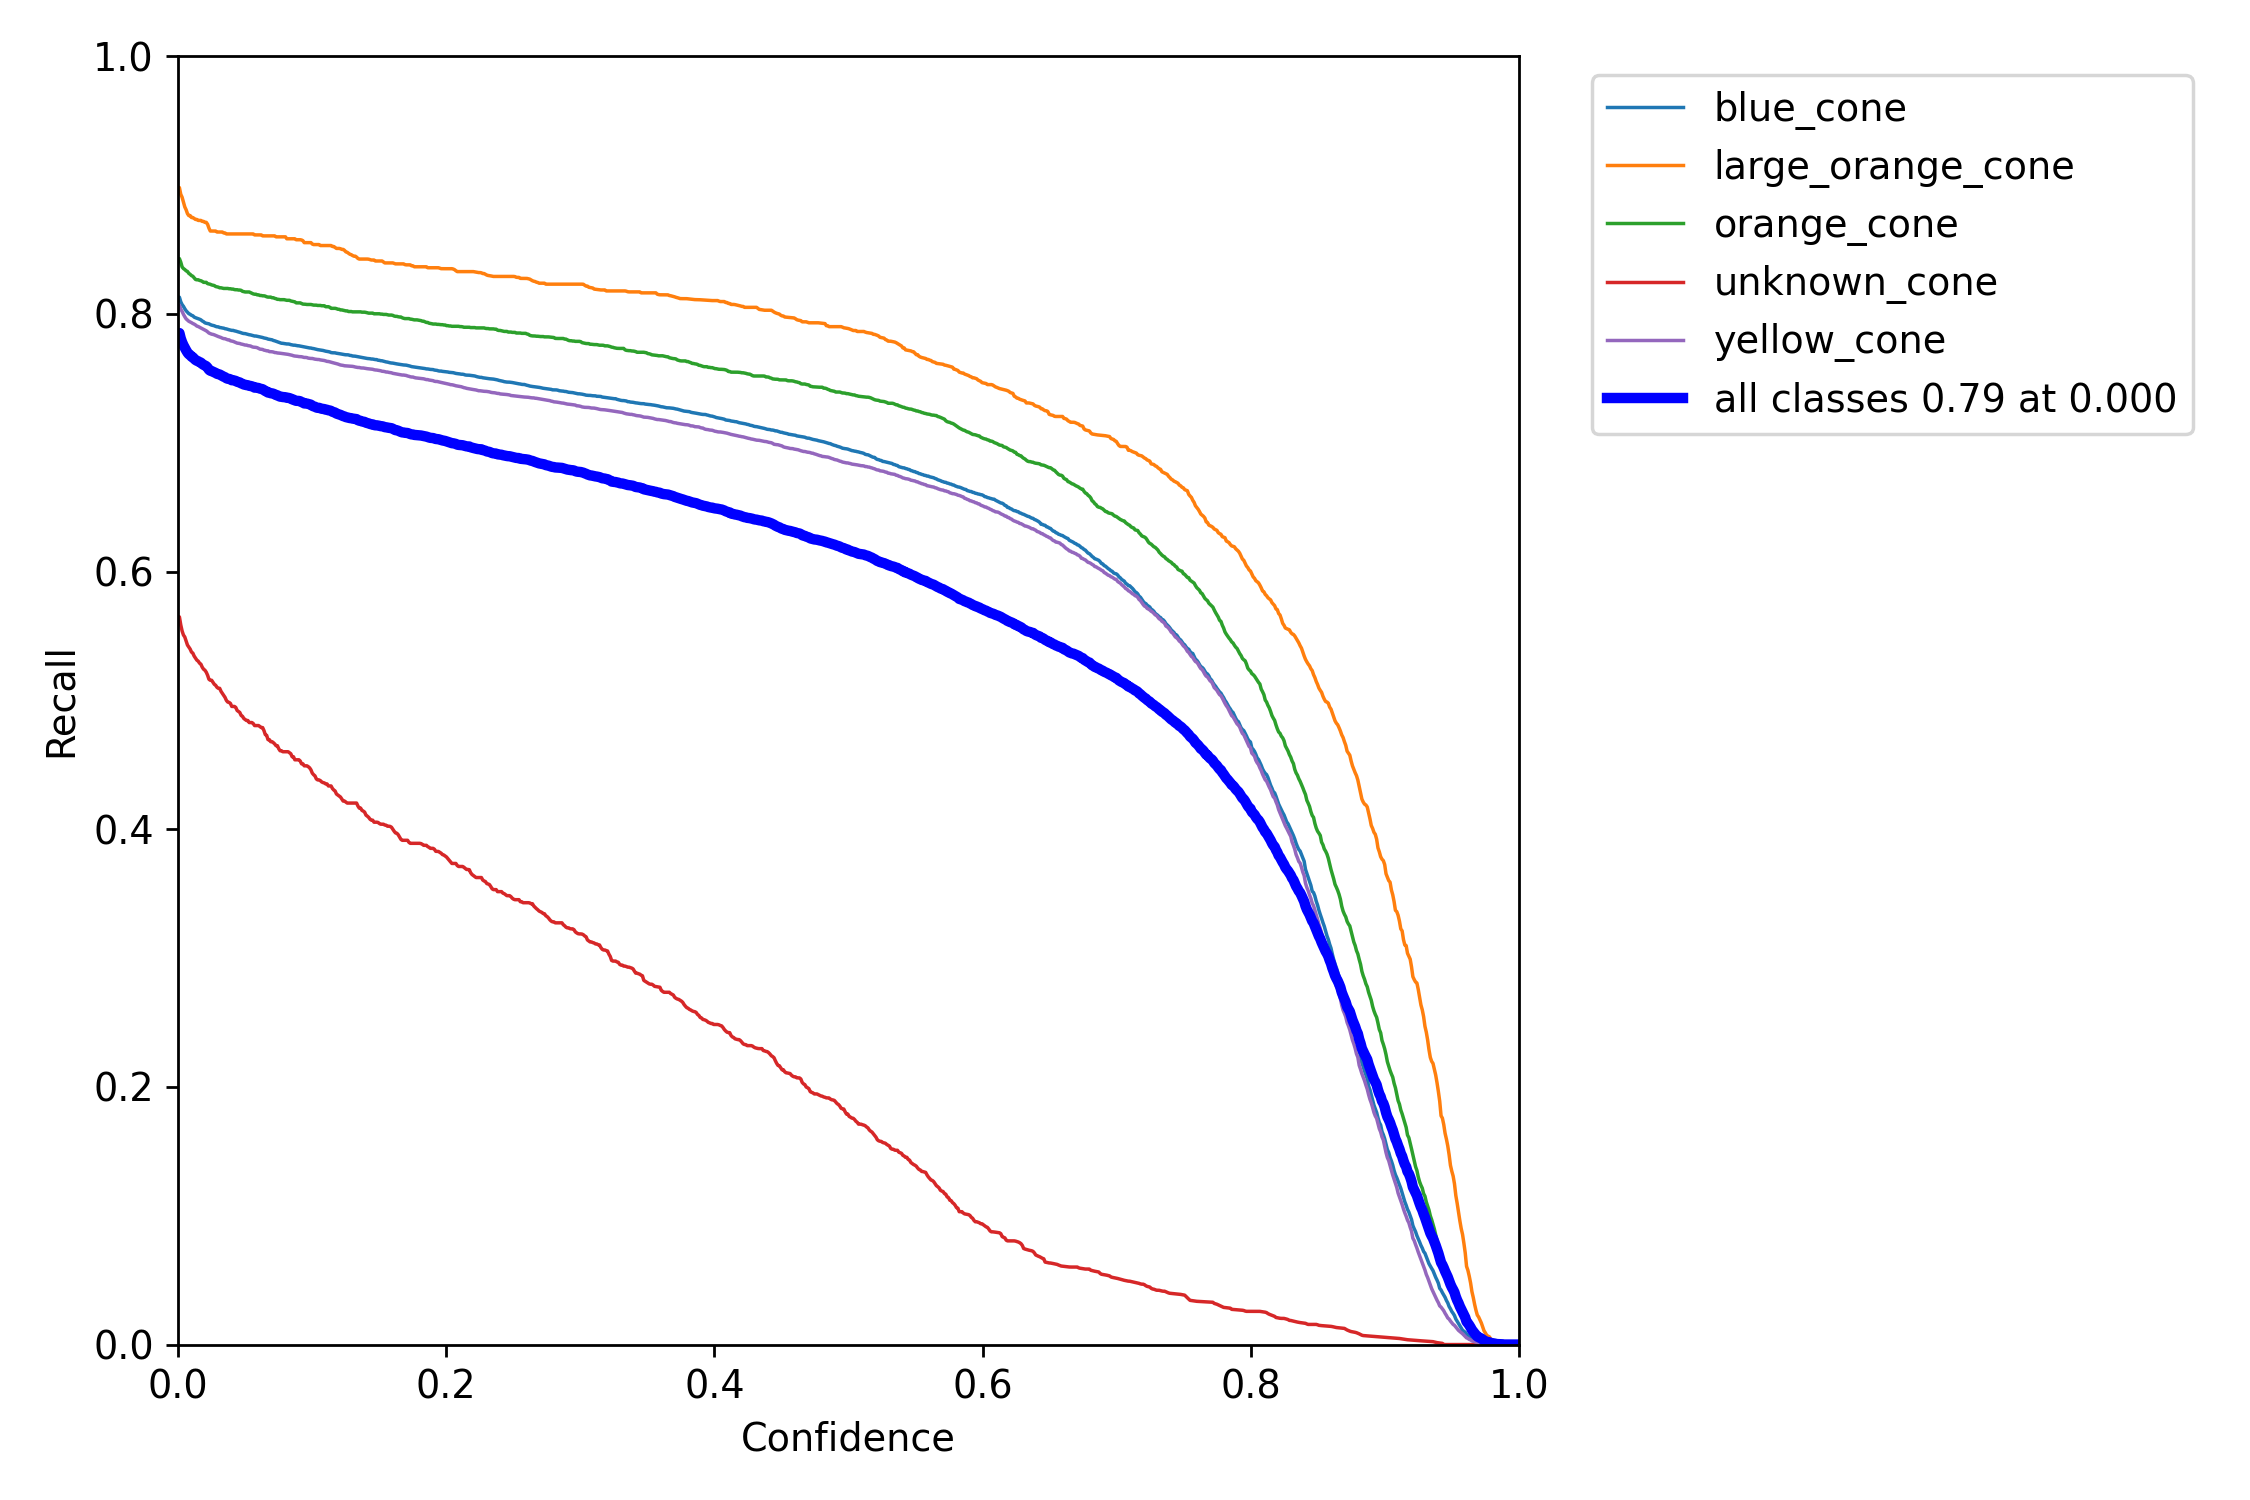 1.0
0.8
0.6
0.4
0.2
0.0
Recall
0.0 0.2 0.4 0.6 0.8 1.0
Confidence
blue_cone
large_orange_cone
orange_cone
unknown_cone
yellow_cone
all classes 0.79 at 0.000